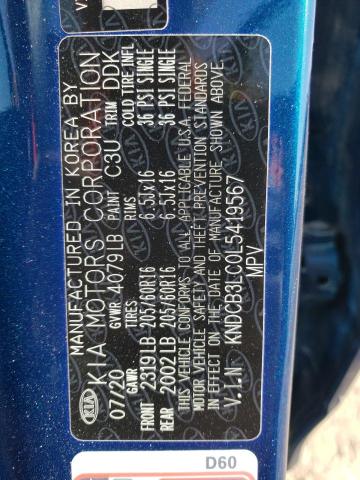 MANUFACTURED IN KOREA BY
KIA MOTORS CORPORATION
07/20 GVWR 4079LB PAINT C3U TRIM DDK
GAWR TIRES RIMS COLD TIRE INFL
FRONT 2319LB 205/60R16 6.5JX16 36 PSI SINGLE
REAR 2002LB 205/60R16 6.5JX16 36 PSI SINGLE
THIS VEHICLE CONFORMS TO ALL APPLICABLE U.S.A. FEDERAL
MOTOR VEHICLE SAFETY, THEFT PREVENTION, STANDARDS
IN EFFECT ON THE DATE OF MANUFACTURE SHOWN ABOVE.
V.I.N KNDCB3LC0L5419567
MPV
KIA
D60